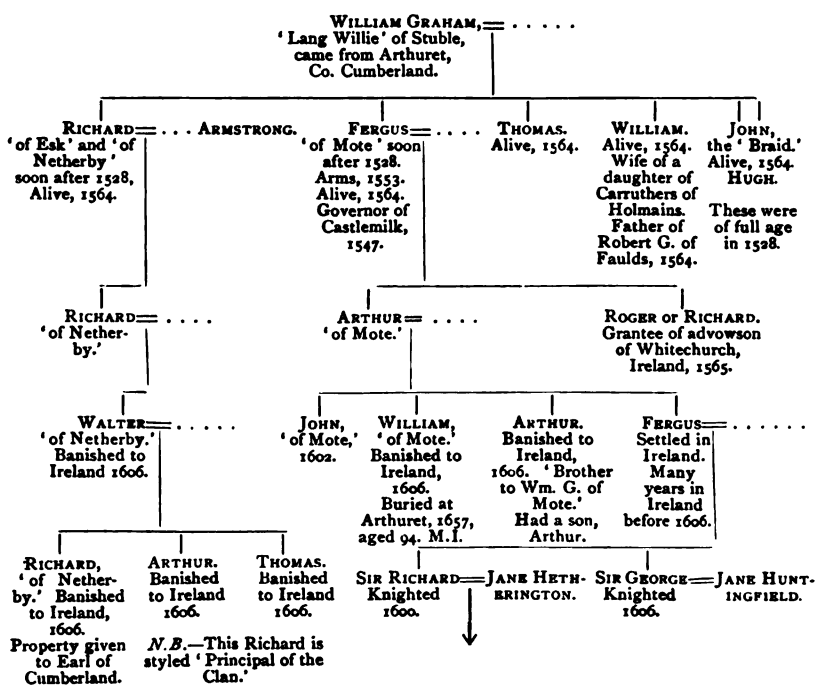 WILLIAM GRAHAM, = . . . . .
‘ Lang Willie ’ of Stuble,
came from Arthuret,
Co. Cumberland.
RICHARD = . . . ARMSTRONG.
‘ of Esk ’ and ‘ of
Netherby ’
soon after 1528,
Alive, 1564.
FERGUS = . . . .
‘ of Mote ’ soon
after 1528.
Arms, 1553.
Alive, 1564.
Governor of
Castlemilk,
1547.
THOMAS.
Alive, 1564.
WILLIAM.
Alive, 1564.
Wife of a
daughter of
Carruthers of
Holmains.
Father of
Robert G. of
Faulds, 1564.
JOHN,
the ‘ Braid.’
Alive, 1564.
HUGH.
These were
of full age
in 1528.
RICHARD = . . . .
‘ of Nether-
by.’
ARTHUR = . . . .
‘ of Mote.’
ROGER OR RICHARD.
Grantee of advowson
of Whitechurch,
Ireland, 1565.
WALTER = . . . . .
‘ of Netherby.’
Banished to
Ireland 1606.
JOHN,
‘ of Mote,’
1602.
WILLIAM,
‘ of Mote.’
Banished to
Ireland,
1606.
Buried at
Arthuret, 1657,
aged 94. M.I.
ARTHUR.
Banished to
Ireland,
1606. ‘ Brother
to Wm. G. of
Mote.’
Had a son,
Arthur.
FERGUS = . . . . . .
Settled in
Ireland.
Many
years in
Ireland
before 1606.
RICHARD,
‘ of Nether-
by.’ Banished
to Ireland,
1606.
Property given
to Earl of
Cumberland.
ARTHUR.
Banished
to Ireland
1606.
THOMAS.
Banished
to Ireland
1606.
N.B.—This Richard is
styled ‘ Principal of the
Clan.’
SIR RICHARD = JANE HETH-
Knighted ERINGTON.
1600.
SIR GEORGE = JANE HUNT-
Knighted INGFIELD.
1606.